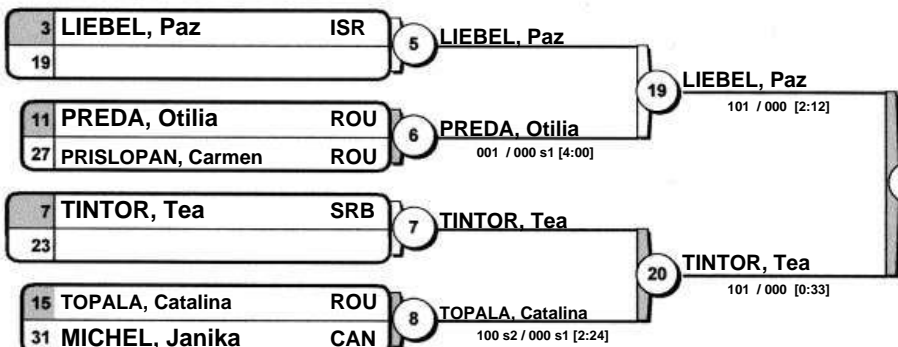 3 LIEBEL, Paz ISR
19
5
LIEBEL, Paz
11 PREDA, Otilia ROU
27 PRISLOPAN, Carmen ROU
6
PREDA, Otilia
001 / 000 s1 [4:00]
19
LIEBEL, Paz
101 / 000 [2:12]
7 TINTOR, Tea SRB
23
7
TINTOR, Tea
15 TOPALA, Catalina ROU
31 MICHEL, Janika CAN
8
TOPALA, Catalina
100 s2 / 000 s1 [2:24]
20
TINTOR, Tea
101 / 000 [0:33]